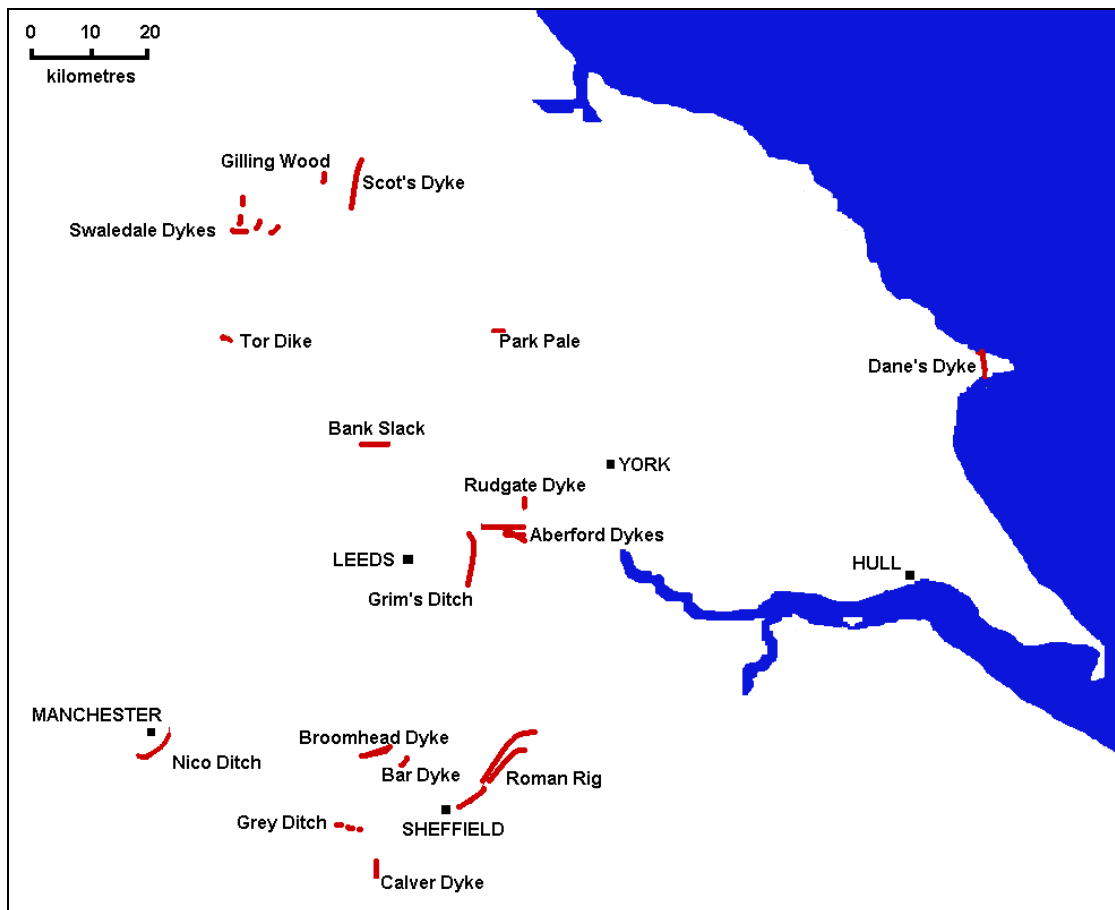 0 10 20
kilometres
Gilling Wood
Scot's Dyke
Swaledale Dykes
Tor Dike
Park Pale
Dane's Dyke
Bank Slack
YORK
Rudgate Dyke
Aberford Dykes
LEEDS
HULL
Grim's Ditch
MANCHESTER
Broomhead Dyke
Nico Ditch
Bar Dyke
Roman Rig
Grey Ditch
SHEFFIELD
Calver Dyke